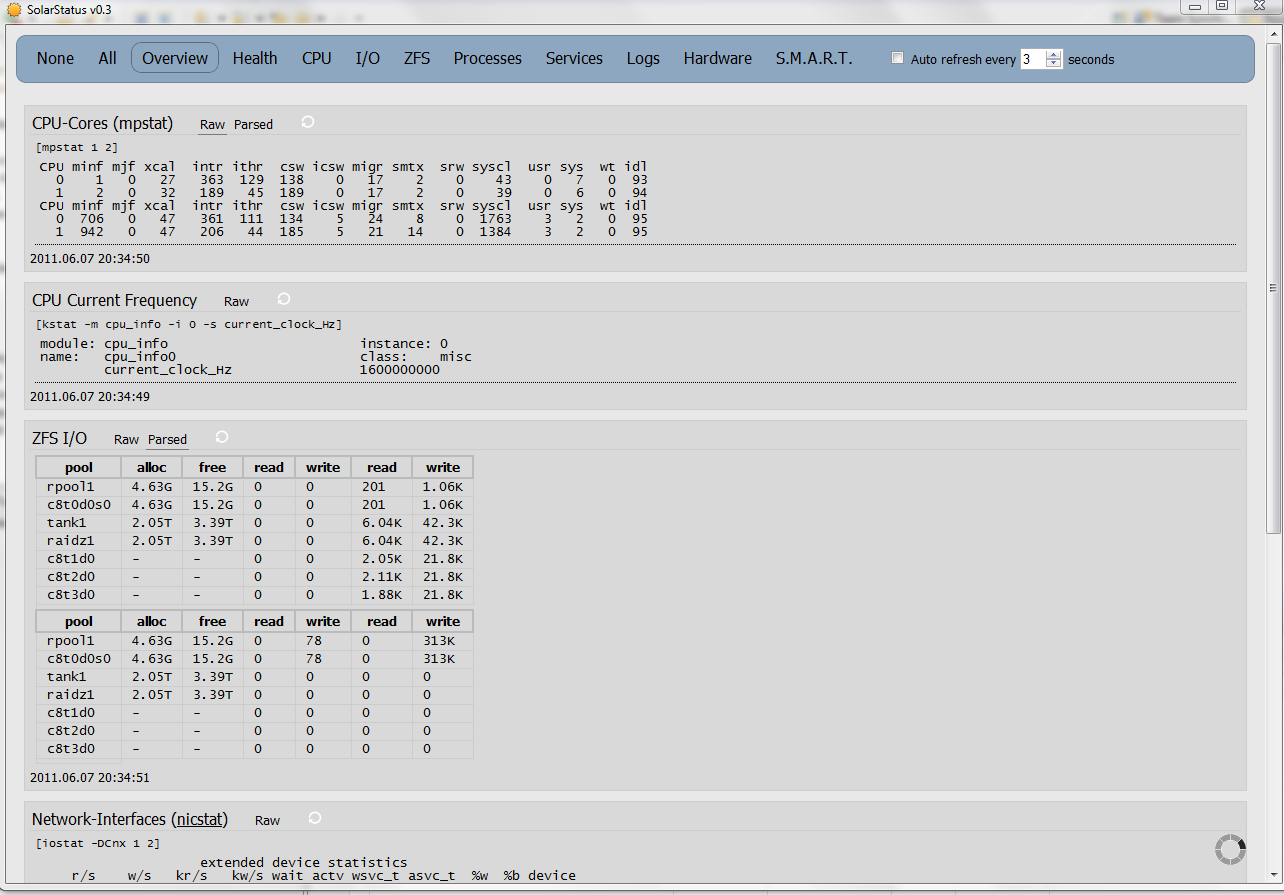 SolarStatus v0.3
None All Overview Health CPU I/O ZFS Processes Services Logs Hardware S.M.A.R.T. Auto refresh every 3 seconds
CPU-Cores (mpstat) Raw Parsed
[mpstat 1 2]
CPU minf mjf xcal intr ithr csw icsw migr smtx srw syscl usr sys wt idl
0 1 0 27 363 129 138 0 17 2 0 43 0 7 0 93
1 2 0 32 189 45 189 0 17 2 0 39 0 6 0 94
CPU minf mjf xcal intr ithr csw icsw migr smtx srw syscl usr sys wt idl
0 706 0 47 361 111 134 5 24 8 0 1763 3 2 0 95
1 942 0 47 206 44 185 5 21 14 0 1384 3 2 0 95
2011.06.07 20:34:50
CPU Current Frequency Raw
[kstat -m cpu_info -i 0 -s current_clock_Hz]
module: cpu_info instance: 0
name: cpu_info0 class: misc
current_clock_Hz 1600000000
2011.06.07 20:34:49
ZFS I/O Raw Parsed
pool alloc free read write read write
rpool1 4.63G 15.2G 0 0 201 1.06K
c8t0d0s0 4.63G 15.2G 0 0 201 1.06K
tank1 2.05T 3.39T 0 0 6.04K 42.3K
raidz1 2.05T 3.39T 0 0 6.04K 42.3K
c8t1d0 - - 0 0 2.05K 21.8K
c8t2d0 - - 0 0 2.11K 21.8K
c8t3d0 - - 0 0 1.88K 21.8K
pool alloc free read write read write
rpool1 4.63G 15.2G 0 78 0 313K
c8t0d0s0 4.63G 15.2G 0 78 0 313K
tank1 2.05T 3.39T 0 0 0 0
raidz1 2.05T 3.39T 0 0 0 0
c8t1d0 - - 0 0 0 0
c8t2d0 - - 0 0 0 0
c8t3d0 - - 0 0 0 0
2011.06.07 20:34:51
Network-Interfaces (nicstat) Raw
[iostat -DCnx 1 2]
extended device statistics
r/s w/s kr/s kw/s wait actv wsvc_t asvc_t %w %b device